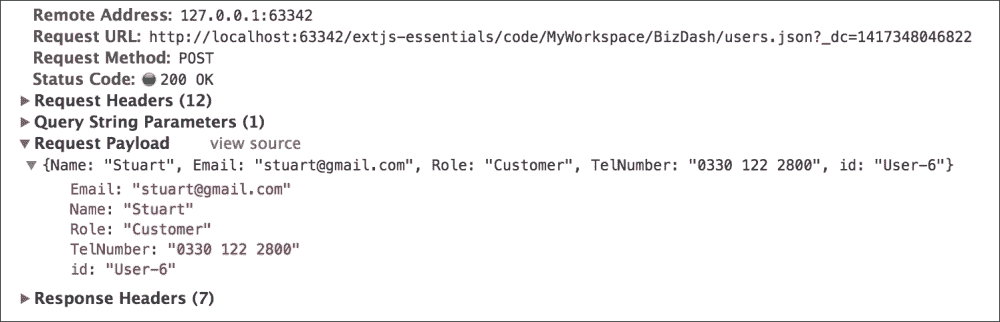 Remote Address: 127.0.0.1:63342
Request URL: http://localhost:63342/extjs-essentials/code/MyWorkspace/BizDash/users.json?_dc=1417348046822
Request Method: POST
Status Code: 200 OK
Request Headers (12)
Query String Parameters (1)
Request Payload view source
{Name: "Stuart", Email: "stuart@gmail.com", Role: "Customer", TelNumber: "0330 122 2800", id: "User-6"}
Email: "stuart@gmail.com"
Name: "Stuart"
Role: "Customer"
TelNumber: "0330 122 2800"
id: "User-6"
Response Headers (7)